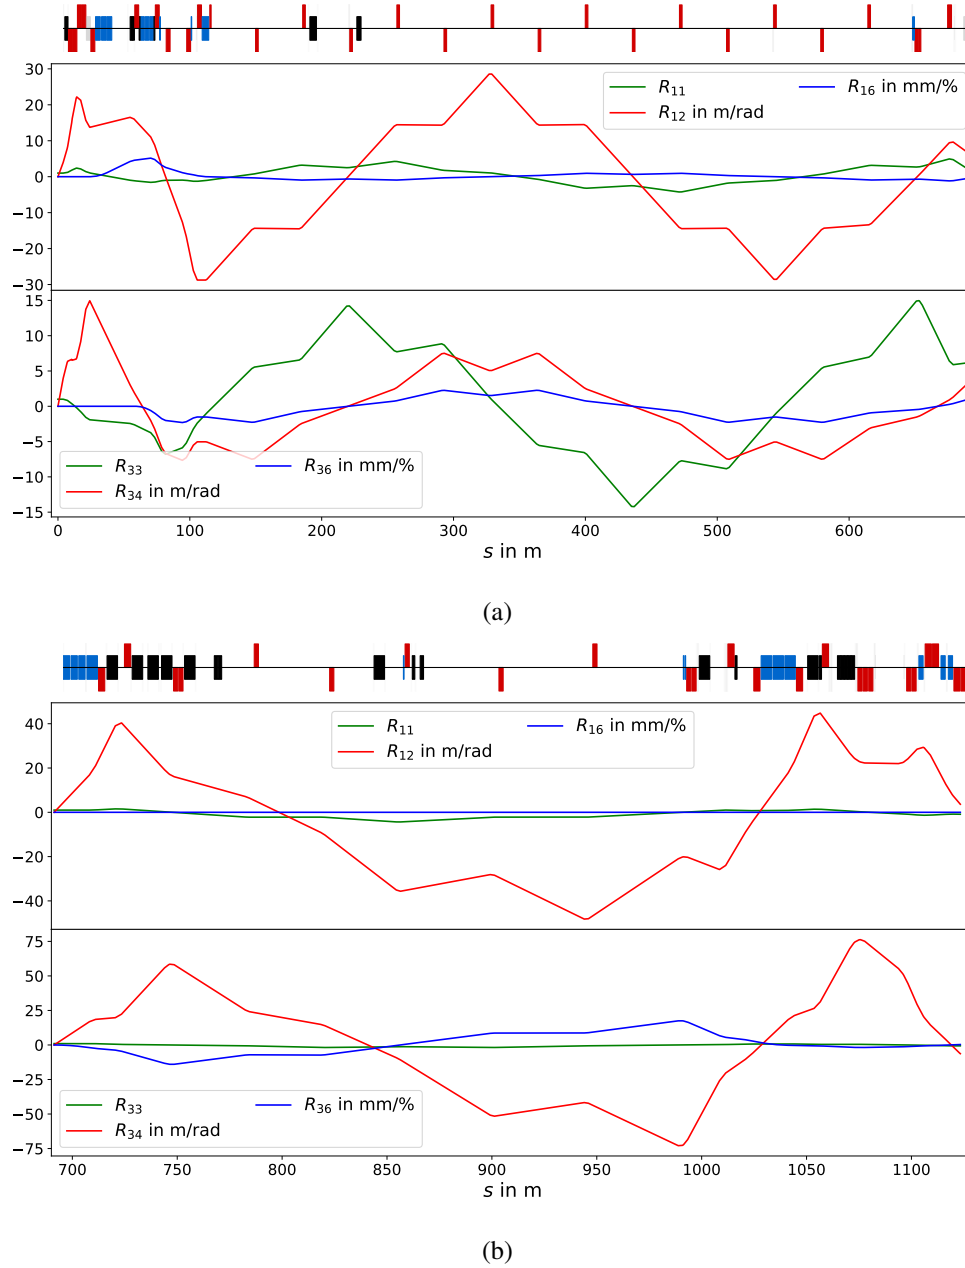 30
20
10
0
−10
−20
−30
R11 R16 in mm/%
R12 in m/rad
15
10
5
0
−5
−10
−15
R33 R36 in mm/%
R34 in m/rad
0 100 200 300 400 500 600
s in m
(a)
40
20
0
−20
−40
R11 R16 in mm/%
R12 in m/rad
75
50
25
0
−25
−50
−75
R33 R36 in mm/%
R34 in m/rad
700 750 800 850 900 950 1000 1050 1100
s in m
(b)